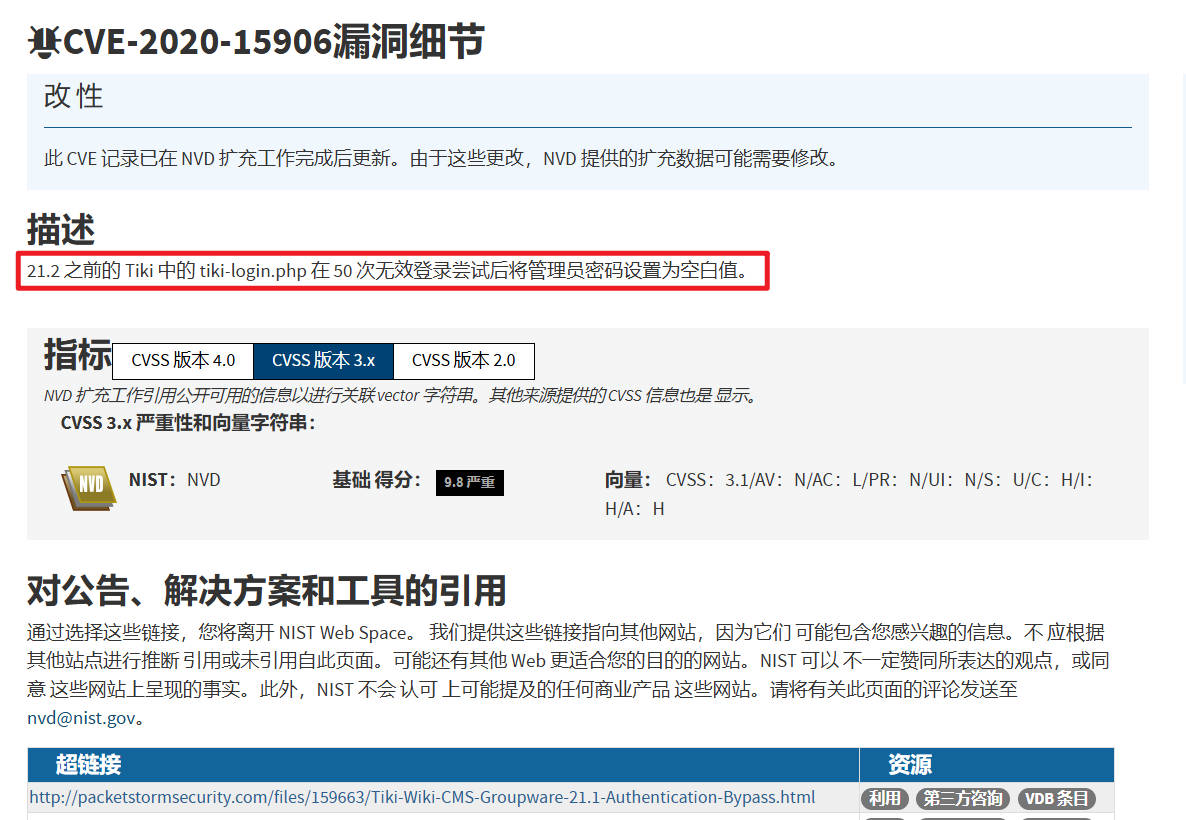 CVE-2020-15906漏洞细节
改 性
此 CVE 记录已在 NVD 扩充工作完成后更新。由于这些更改，NVD 提供的扩充数据可能需要修改。
描述
21.2 之前的 Tiki 中的 tiki-login.php 在 50 次无效登录尝试后将管理员密码设置为空白值。
指标 CVSS 版本 4.0 CVSS 版本 3.x CVSS 版本 2.0
NVD 扩充工作引用公开可用的信息以进行关联 vector 字符串。其他来源提供的 CVSS 信息也是 显示。
CVSS 3.x 严重性和向量字符串：
NVD NIST：NVD 基础 得分： 9.8 严重 向量： CVSS：3.1/AV：N/AC：L/PR：N/UI：N/S：U/C：H/I：
H/A：H
对公告、解决方案和工具的引用
通过选择这些链接，您将离开 NIST Web Space。 我们提供这些链接指向其他网站，因为它们 可能包含您感兴趣的信息。不 应根据
其他站点进行推断 引用或未引用自此页面。可能还有其他 Web 更适合您的目的的网站。NIST 可以 不一定赞同所表达的观点，或同
意 这些网站上呈现的事实。此外，NIST 不会 认可 上可能提及的任何商业产品 这些网站。请将有关此页面的评论发送至
nvd@nist.gov。
超链接 资源
http://packetstormsecurity.com/files/159663/Tiki-Wiki-CMS-Groupware-21.1-Authentication-Bypass.html 利用 第三方咨询 VDB 条目